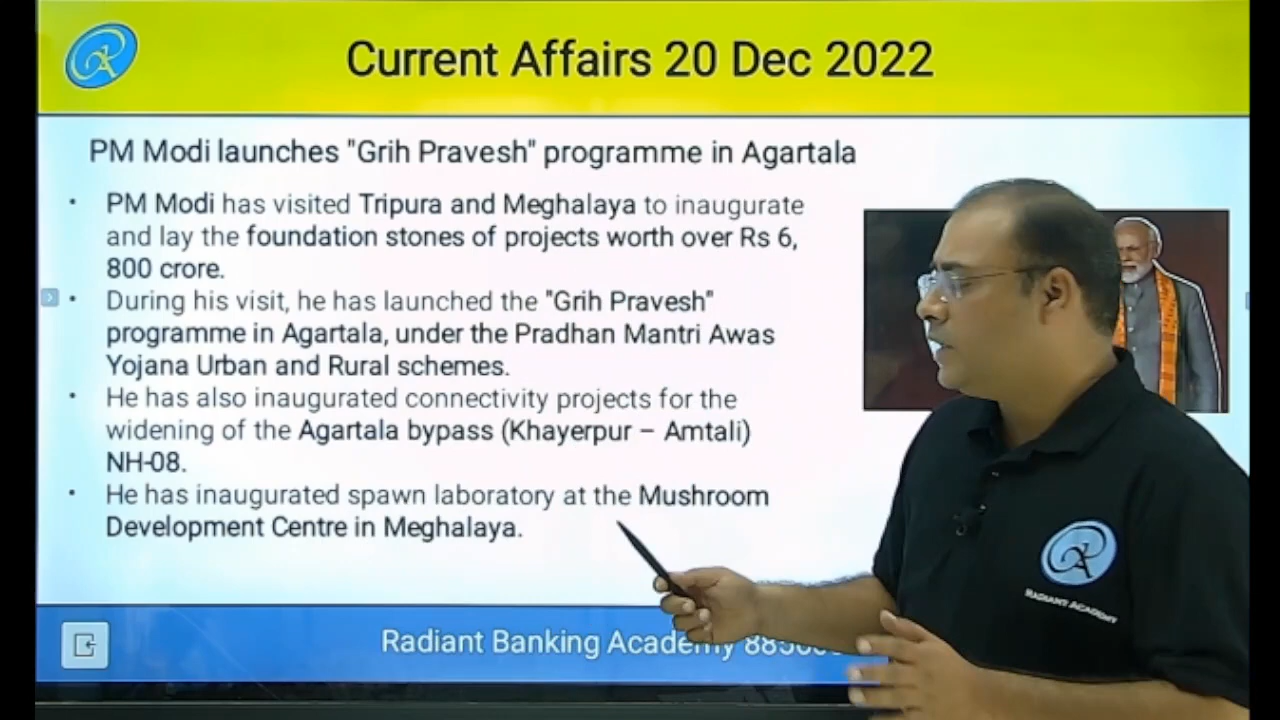 Current Affairs 20 Dec 2022
PM Modi launches "Grih Pravesh" programme in Agartala
• PM Modi has visited Tripura and Meghalaya to inaugurate
and lay the foundation stones of projects worth over Rs 6,
800 crore.
• During his visit, he has launched the "Grih Pravesh"
programme in Agartala, under the Pradhan Mantri Awas
Yojana Urban and Rural schemes.
• He has also inaugurated connectivity projects for the
widening of the Agartala bypass (Khayerpur – Amtali)
NH-08.
• He has inaugurated spawn laboratory at the Mushroom
Development Centre in Meghalaya.
RADIANT ACADEMY
Radiant Banking Academy